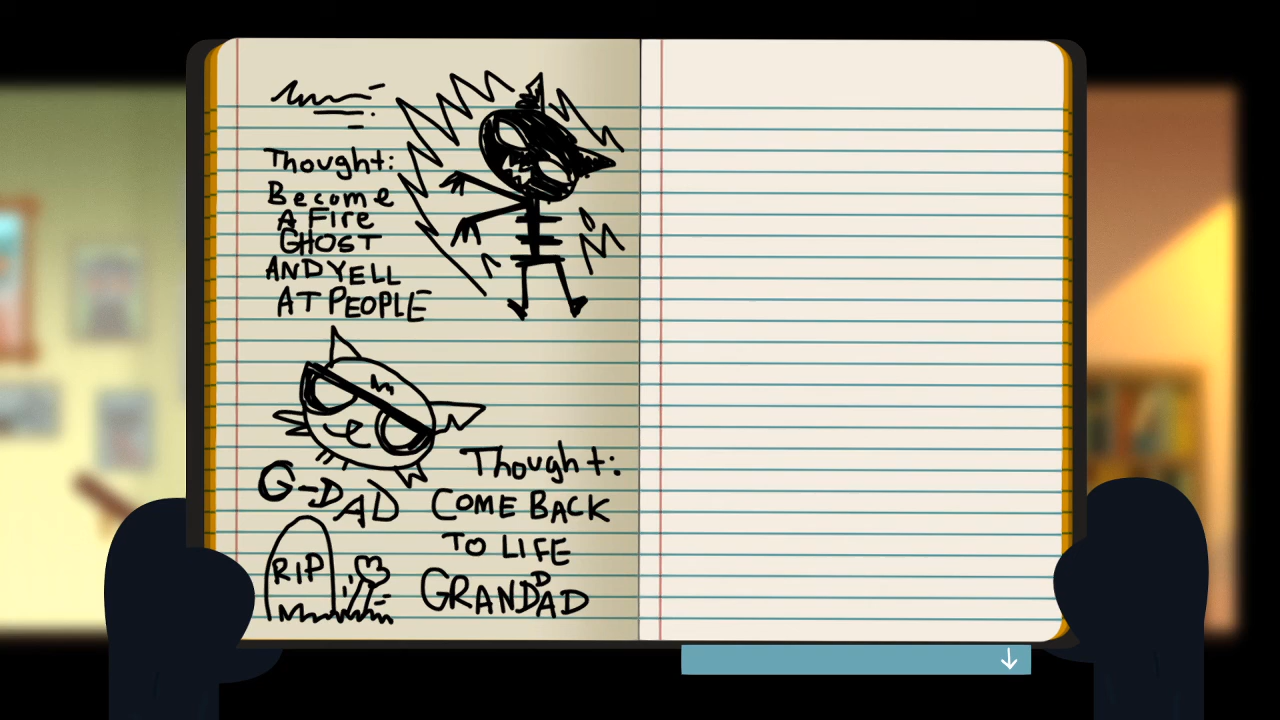 Thought:
Become
A Fire
GHOST
AND YELL
AT PEOPLE
G-DAD
Thought:
COME BACK
TO LIFE
GRANDDAD
RIP